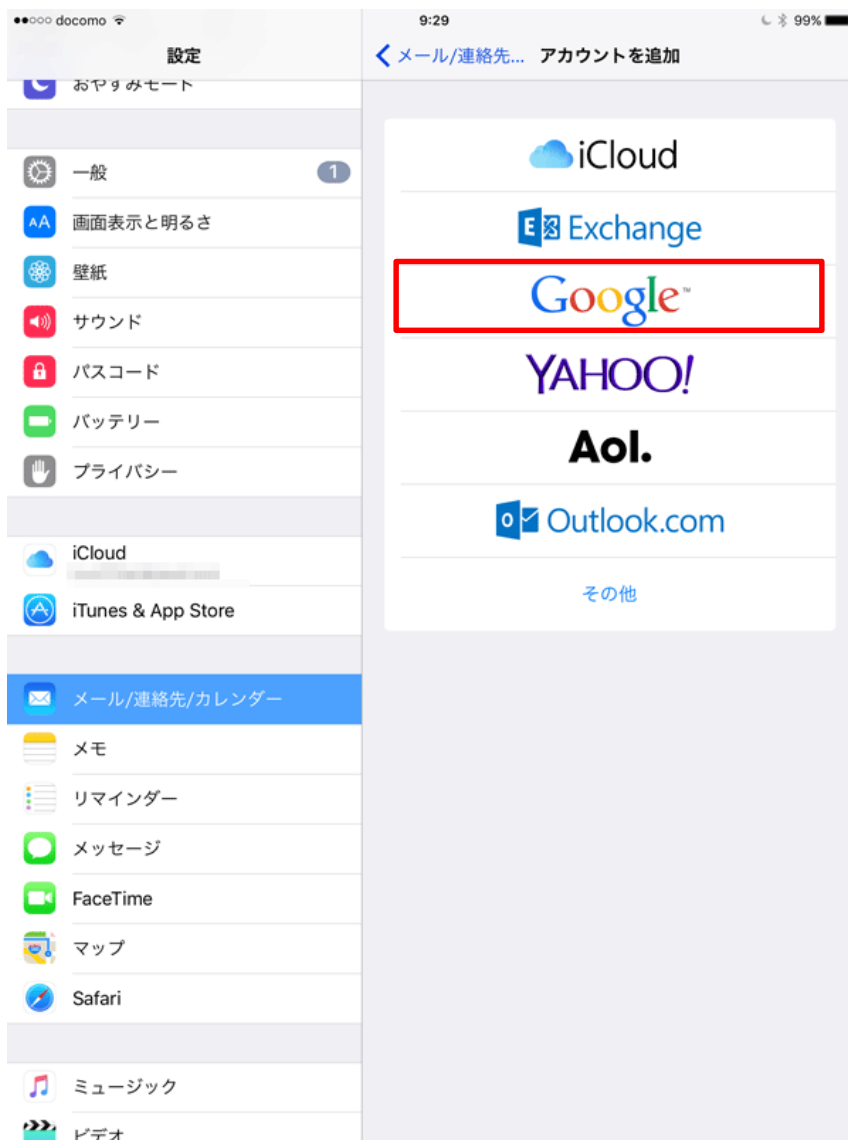 docomo 9:29 99%
設定
メール/連絡先... アカウントを追加
おやすみモード
一般 1
画面表示と明るさ
壁紙
サウンド
パスコード
バッテリー
プライバシー
iCloud
iTunes & App Store
メール/連絡先/カレンダー
メモ
リマインダー
メッセージ
FaceTime
マップ
Safari
ミュージック
ビデオ
iCloud
Exchange
Google™
YAHOO!
Aol.
Outlook.com
その他